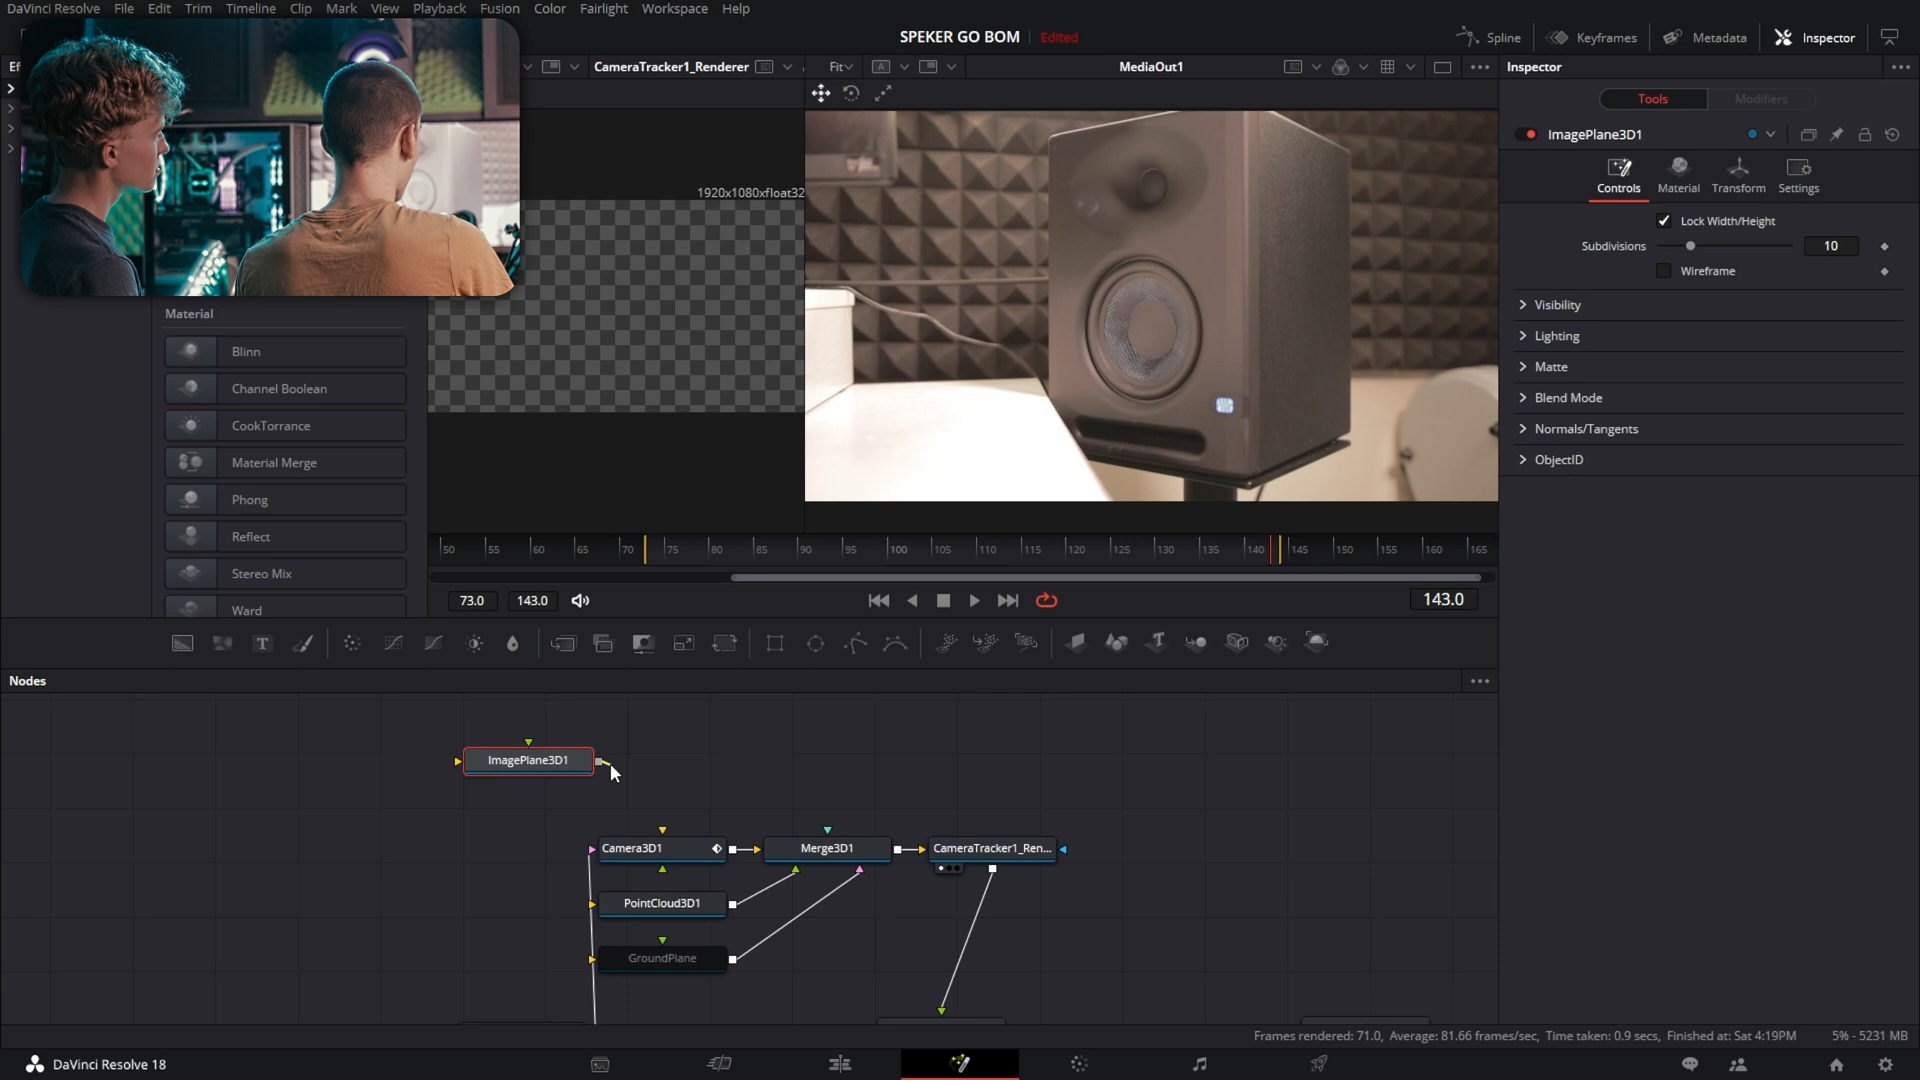 DaVinci Resolve File Edit Trim Timeline Clip Mark View Playback Fusion Color Fairlight Workspace Help
SPEKER GO BOM Edited
Spline Keyframes Metadata Inspector
CameraTracker1_Renderer Fit MediaOut1 Inspector
Tools Modifiers
ImagePlane3D1
Controls Material Transform Settings
1920x1080xfloat32
Lock Width/Height
Subdivisions 10
Wireframe
Visibility
Lighting
Matte
Blend Mode
Normals/Tangents
ObjectID
Material
Blinn
Channel Boolean
CookTorrance
Material Merge
Phong
Reflect
Stereo Mix
Ward
50 55 60 65 70 75 80 85 90 95 100 105 110 115 120 125 130 135 140 145 150 155 160 165
73.0 143.0 143.0
Nodes
ImagePlane3D1
Camera3D1 Merge3D1 CameraTracker1_Ren...
PointCloud3D1
GroundPlane
Frames rendered: 71.0, Average: 81.66 frames/sec, Time taken: 0.9 secs, Finished at: Sat 4:19PM 5% - 5231 MB
DaVinci Resolve 18